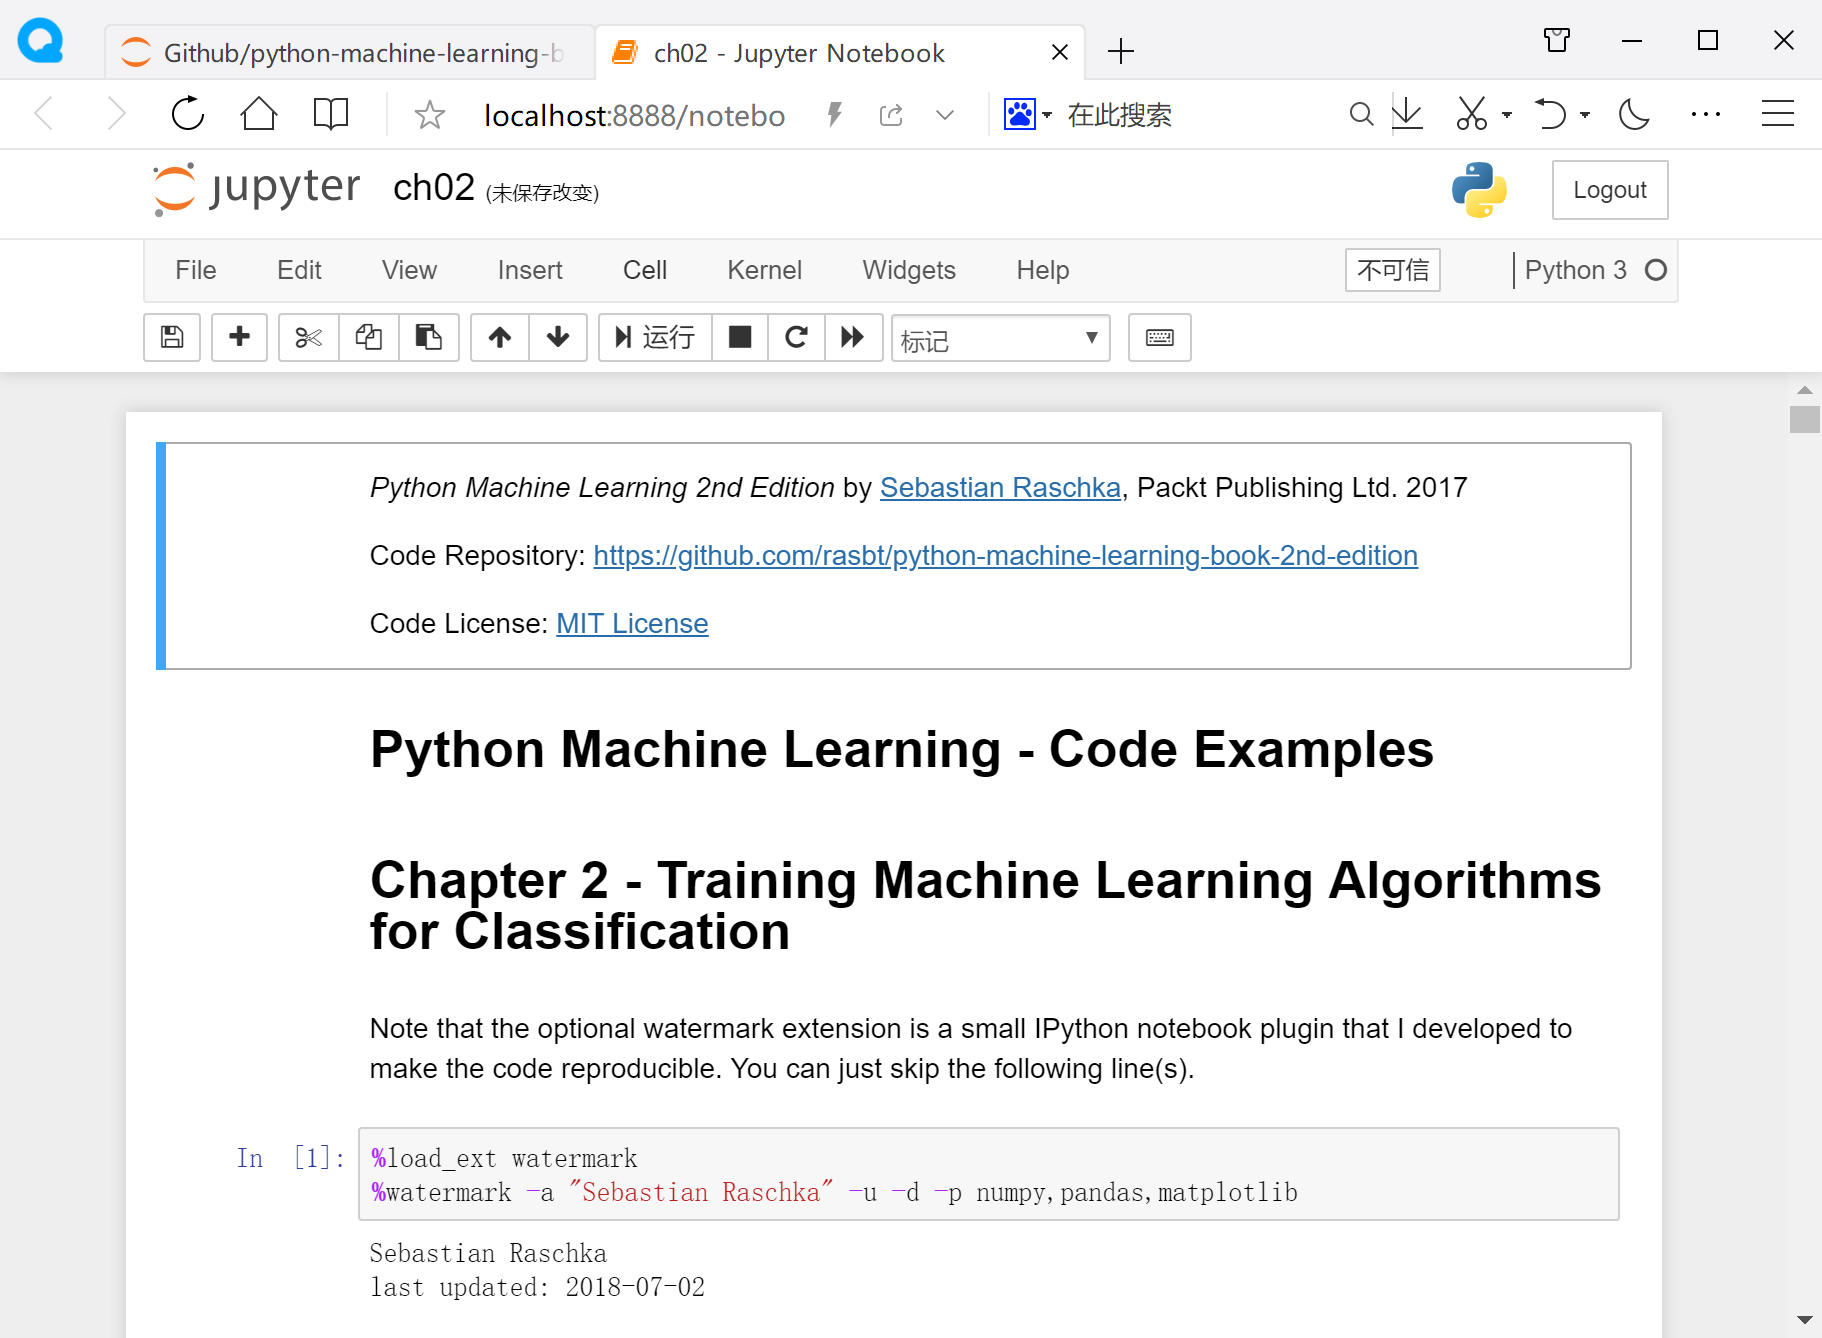 Github/python-machine-learning-b
ch02 - Jupyter Notebook
localhost:8888/notebo
在此搜索
jupyter ch02 (未保存改变)
Logout
File Edit View Insert Cell Kernel Widgets Help
不可信
Python 3
运行
标记
Python Machine Learning 2nd Edition by Sebastian Raschka, Packt Publishing Ltd. 2017
Code Repository: https://github.com/rasbt/python-machine-learning-book-2nd-edition
Code License: MIT License
Python Machine Learning - Code Examples
Chapter 2 - Training Machine Learning Algorithms
for Classification
Note that the optional watermark extension is a small IPython notebook plugin that I developed to
make the code reproducible. You can just skip the following line(s).
In [1]: %load_ext watermark
%watermark -a "Sebastian Raschka" -u -d -p numpy,pandas,matplotlib
Sebastian Raschka
last updated: 2018-07-02